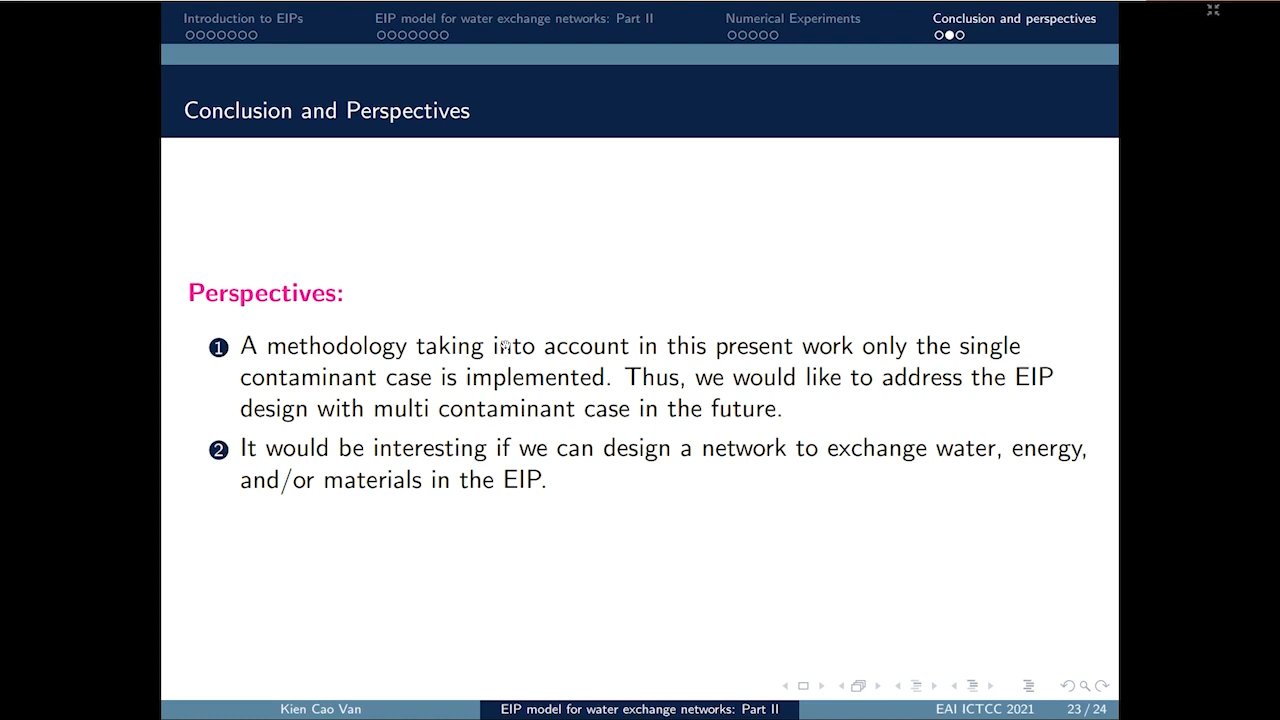 Introduction to EIPs
EIP model for water exchange networks: Part II
Numerical Experiments
Conclusion and perspectives
Conclusion and Perspectives
Perspectives:
1 A methodology taking into account in this present work only the single
contaminant case is implemented. Thus, we would like to address the EIP
design with multi contaminant case in the future.
2 It would be interesting if we can design a network to exchange water, energy,
and/or materials in the EIP.
Kien Cao Van
EIP model for water exchange networks: Part II
EAI ICTCC 2021
23 / 24